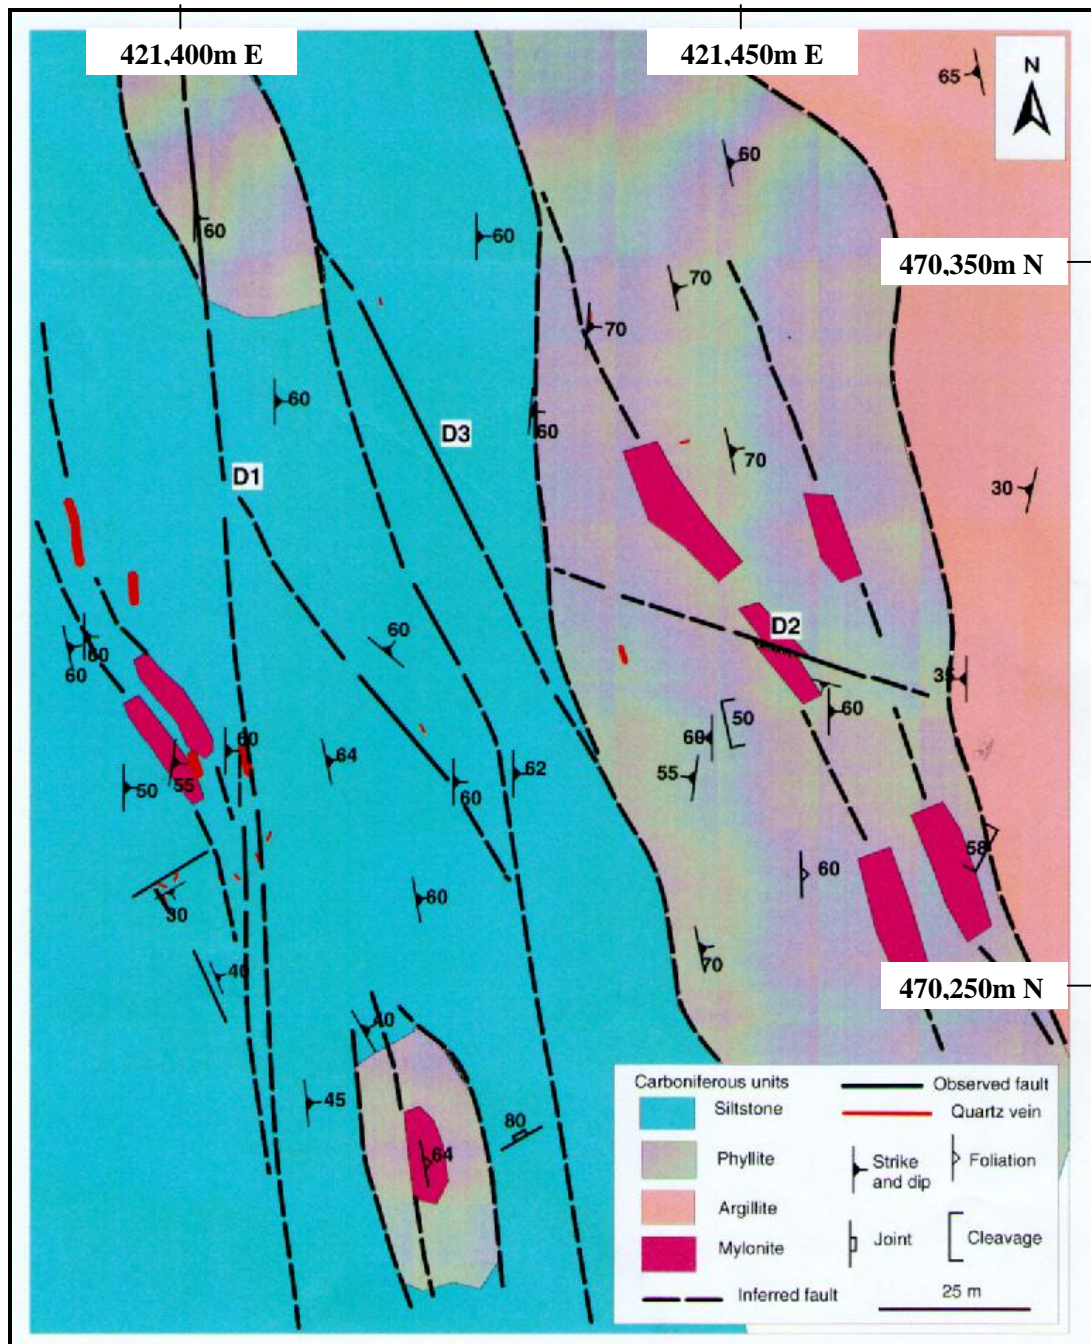 421,400m E
421,450m E
N
65
60
60
60
470,350m N
70
70
60
60
D3
70
D1
30
60
D2
60
60
35
50
60
60
60
64
62
55
55
50
60
58
60
60
30
70
40
470,250m N
40
45
80
64
Carboniferous units
Siltstone
Phyllite
Argillite
Mylonite
Inferred fault
Observed fault
Quartz vein
Strike and dip
Foliation
Joint
Cleavage
25 m